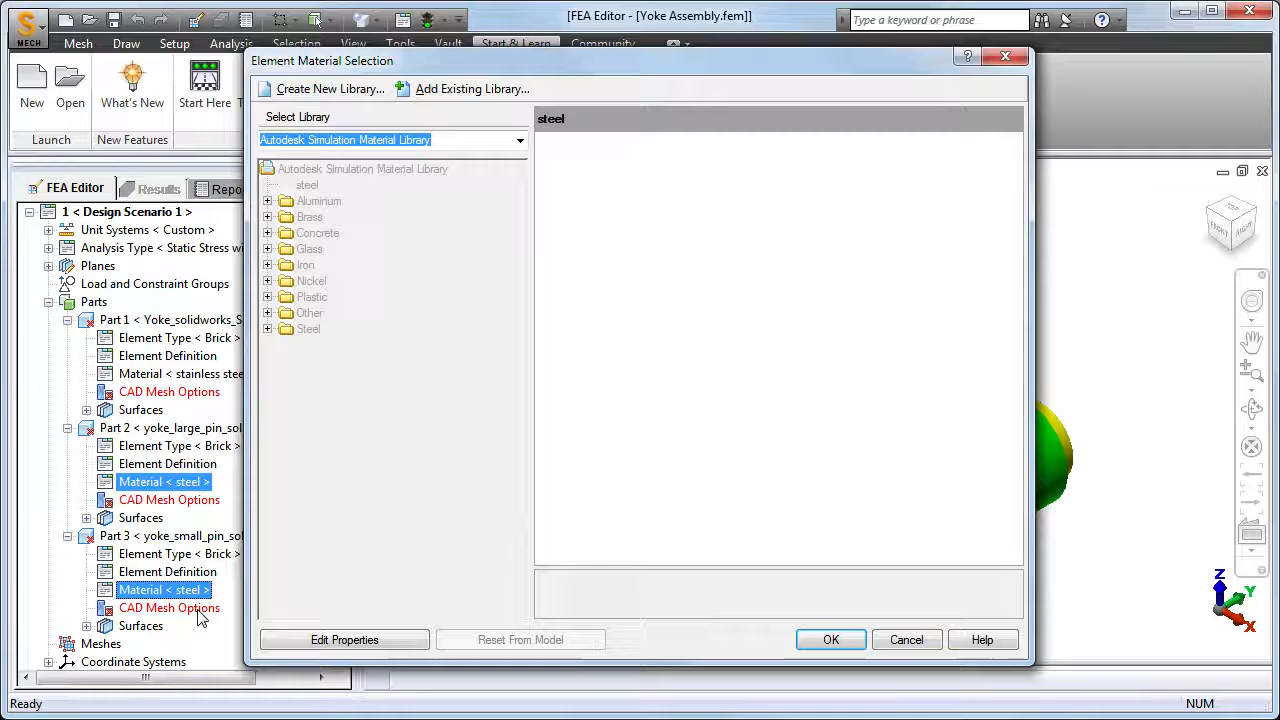 [FEA Editor - [Yoke Assembly.fem]]
Type a keyword or phrase
MECH
Mesh Draw Setup Analysis Selection View Tools Vault Start & Learn Community
New Open What's New Start Here
Launch New Features
Element Material Selection
Create New Library... Add Existing Library...
Select Library
Autodesk Simulation Material Library
Autodesk Simulation Material Library
steel
Aluminum
Brass
Concrete
Glass
Iron
Nickel
Plastic
Other
Steel
steel
Edit Properties Reset From Model OK Cancel Help
FEA Editor Results Repo
1 < Design Scenario 1 >
Unit Systems < Custom >
Analysis Type < Static Stress wi
Planes
Load and Constraint Groups
Parts
Part 1 < Yoke_solidworks_S
Element Type < Brick >
Element Definition
Material < stainless stee
CAD Mesh Options
Surfaces
Part 2 < yoke_large_pin_sol
Element Type < Brick >
Element Definition
Material < steel >
CAD Mesh Options
Surfaces
Part 3 < yoke_small_pin_sol
Element Type < Brick >
Element Definition
Material < steel >
CAD Mesh Options
Surfaces
Meshes
Coordinate Systems
TOP
FRONT
RIGHT
Z
Y
X
Ready
NUM